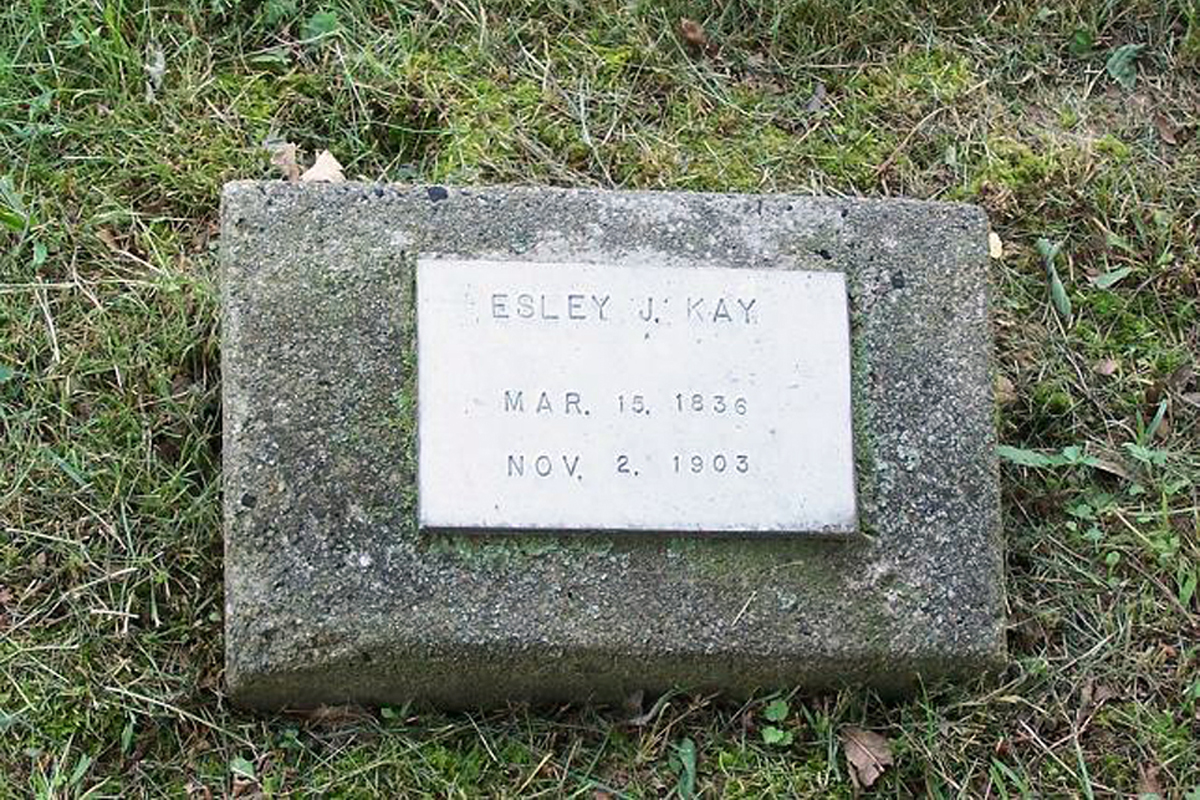 ESLEY J. KAY
MAR. 15. 1836
NOV. 2. 1903